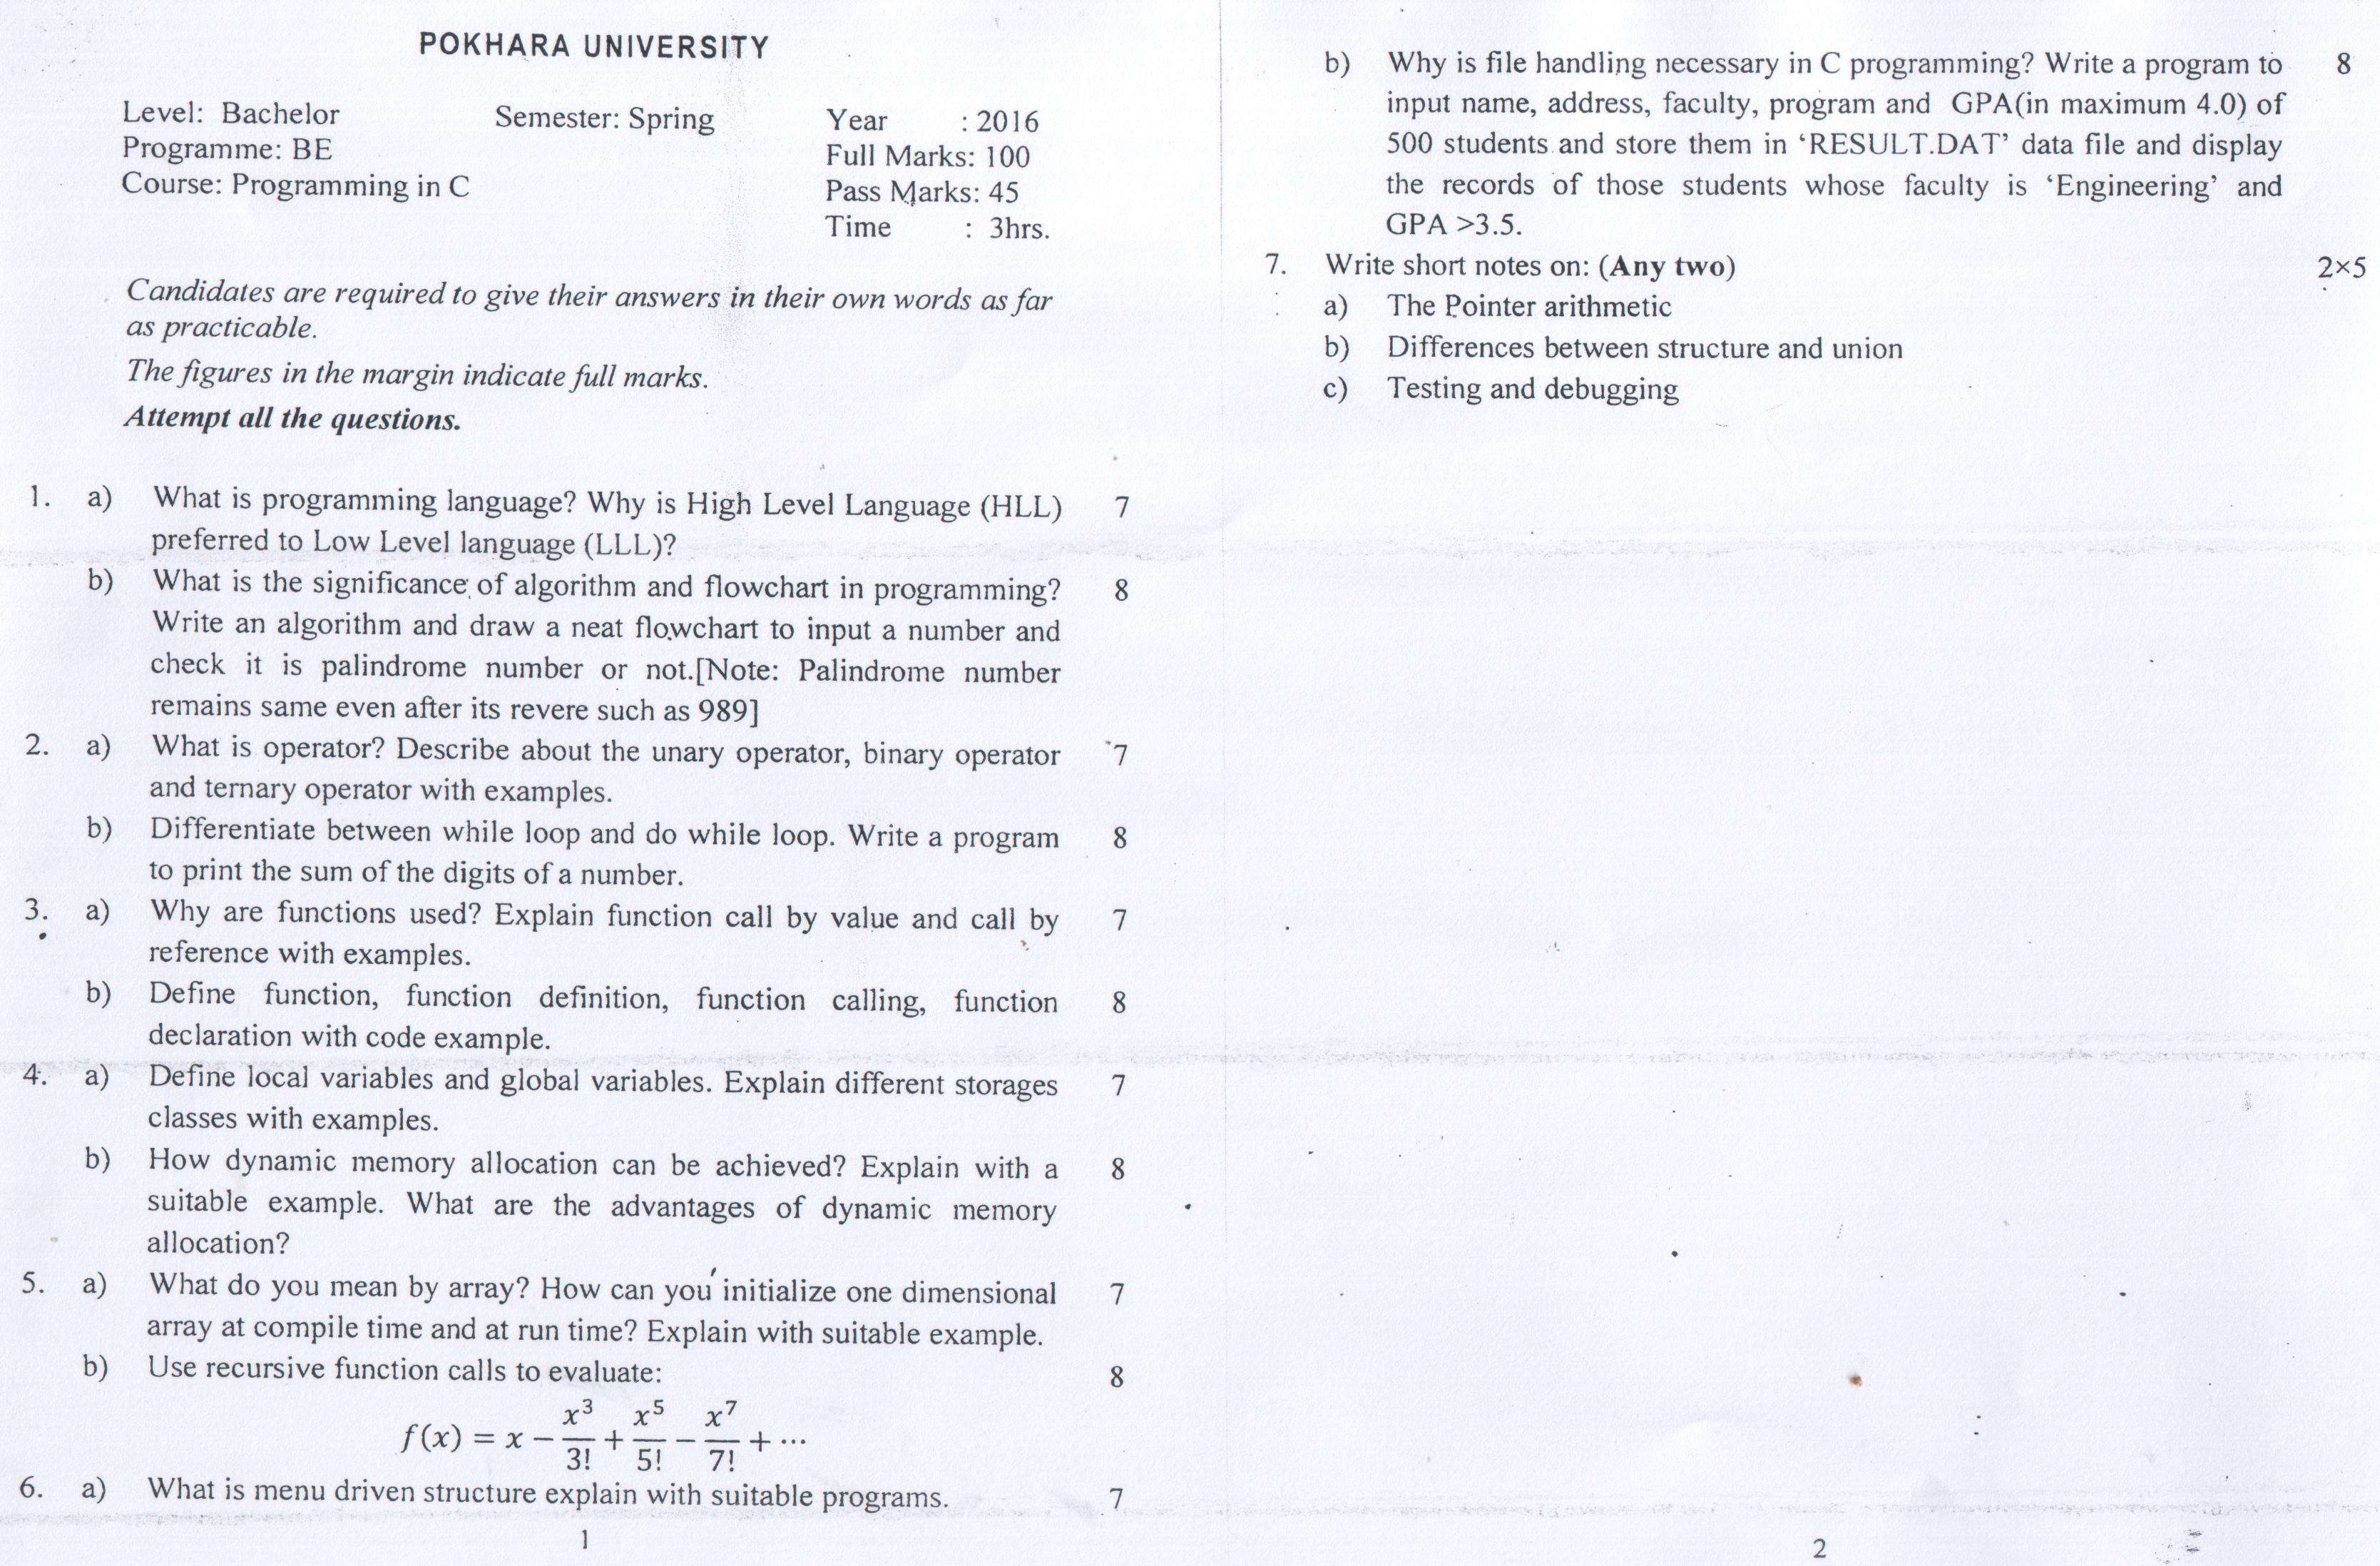 POKHARA UNIVERSITY
Level: Bachelor Semester: Spring Year : 2016
Programme: BE Full Marks: 100
Course: Programming in C Pass Marks: 45
Time : 3hrs.
Candidates are required to give their answers in their own words as far
as practicable.
The figures in the margin indicate full marks.
Attempt all the questions.
1. a) What is programming language? Why is High Level Language (HLL) 7
preferred to Low Level language (LLL)?
b) What is the significance of algorithm and flowchart in programming? 8
Write an algorithm and draw a neat flowchart to input a number and
check it is palindrome number or not.[Note: Palindrome number
remains same even after its revere such as 989]
2. a) What is operator? Describe about the unary operator, binary operator 7
and ternary operator with examples.
b) Differentiate between while loop and do while loop. Write a program 8
to print the sum of the digits of a number.
3. a) Why are functions used? Explain function call by value and call by 7
reference with examples.
b) Define function, function definition, function calling, function 8
declaration with code example.
4. a) Define local variables and global variables. Explain different storages 7
classes with examples.
b) How dynamic memory allocation can be achieved? Explain with a 8
suitable example. What are the advantages of dynamic memory
allocation?
5. a) What do you mean by array? How can you initialize one dimensional 7
array at compile time and at run time? Explain with suitable example.
b) Use recursive function calls to evaluate: 8
f(x) = x − x³/3! + x⁵/5! − x⁷/7! + ⋯
6. a) What is menu driven structure explain with suitable programs. 7
1
b) Why is file handling necessary in C programming? Write a program to 8
input name, address, faculty, program and GPA(in maximum 4.0) of
500 students and store them in ‘RESULT.DAT’ data file and display
the records of those students whose faculty is ‘Engineering’ and
GPA >3.5.
7. Write short notes on: (Any two) 2×5
a) The Pointer arithmetic
b) Differences between structure and union
c) Testing and debugging
2